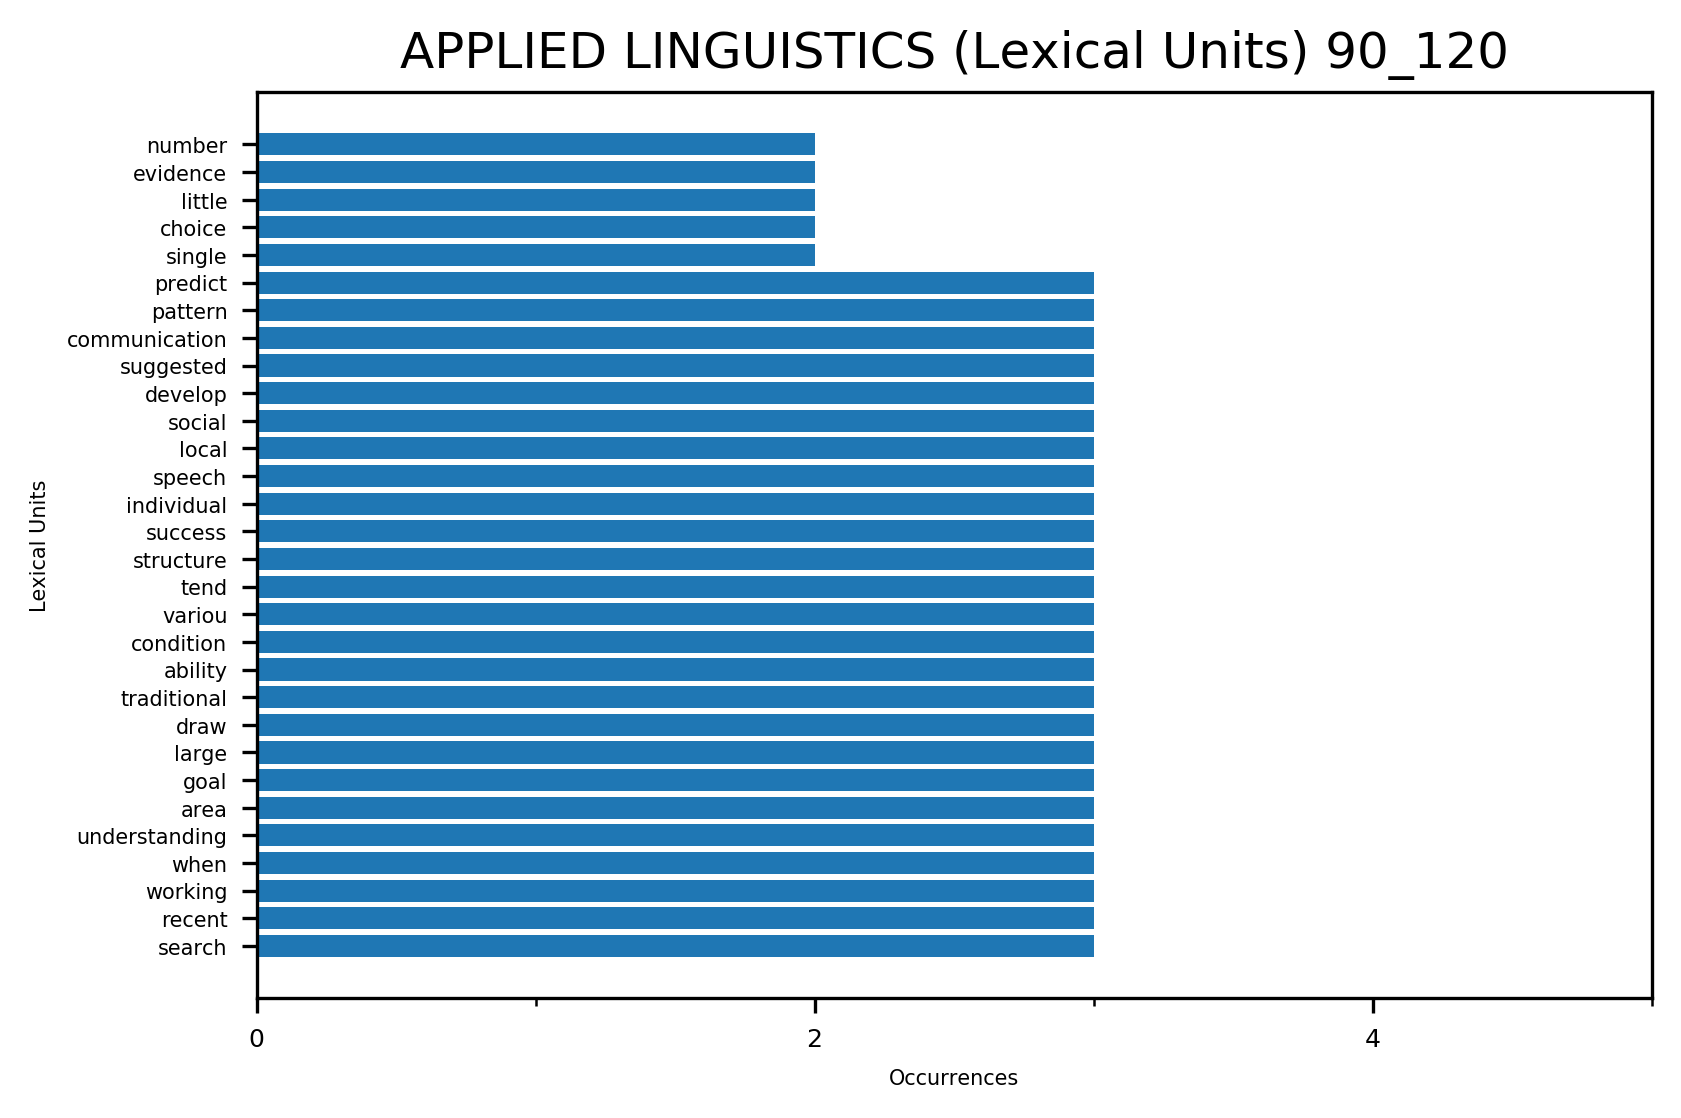 APPLIED LINGUISTICS (Lexical Units) 90_120
number
evidence
little
choice
single
predict
pattern
communication
suggested
develop
social
local
speech
individual
success
structure
tend
variou
condition
ability
traditional
draw
large
goal
area
understanding
when
working
recent
search
Lexical Units
0 2 4
Occurrences